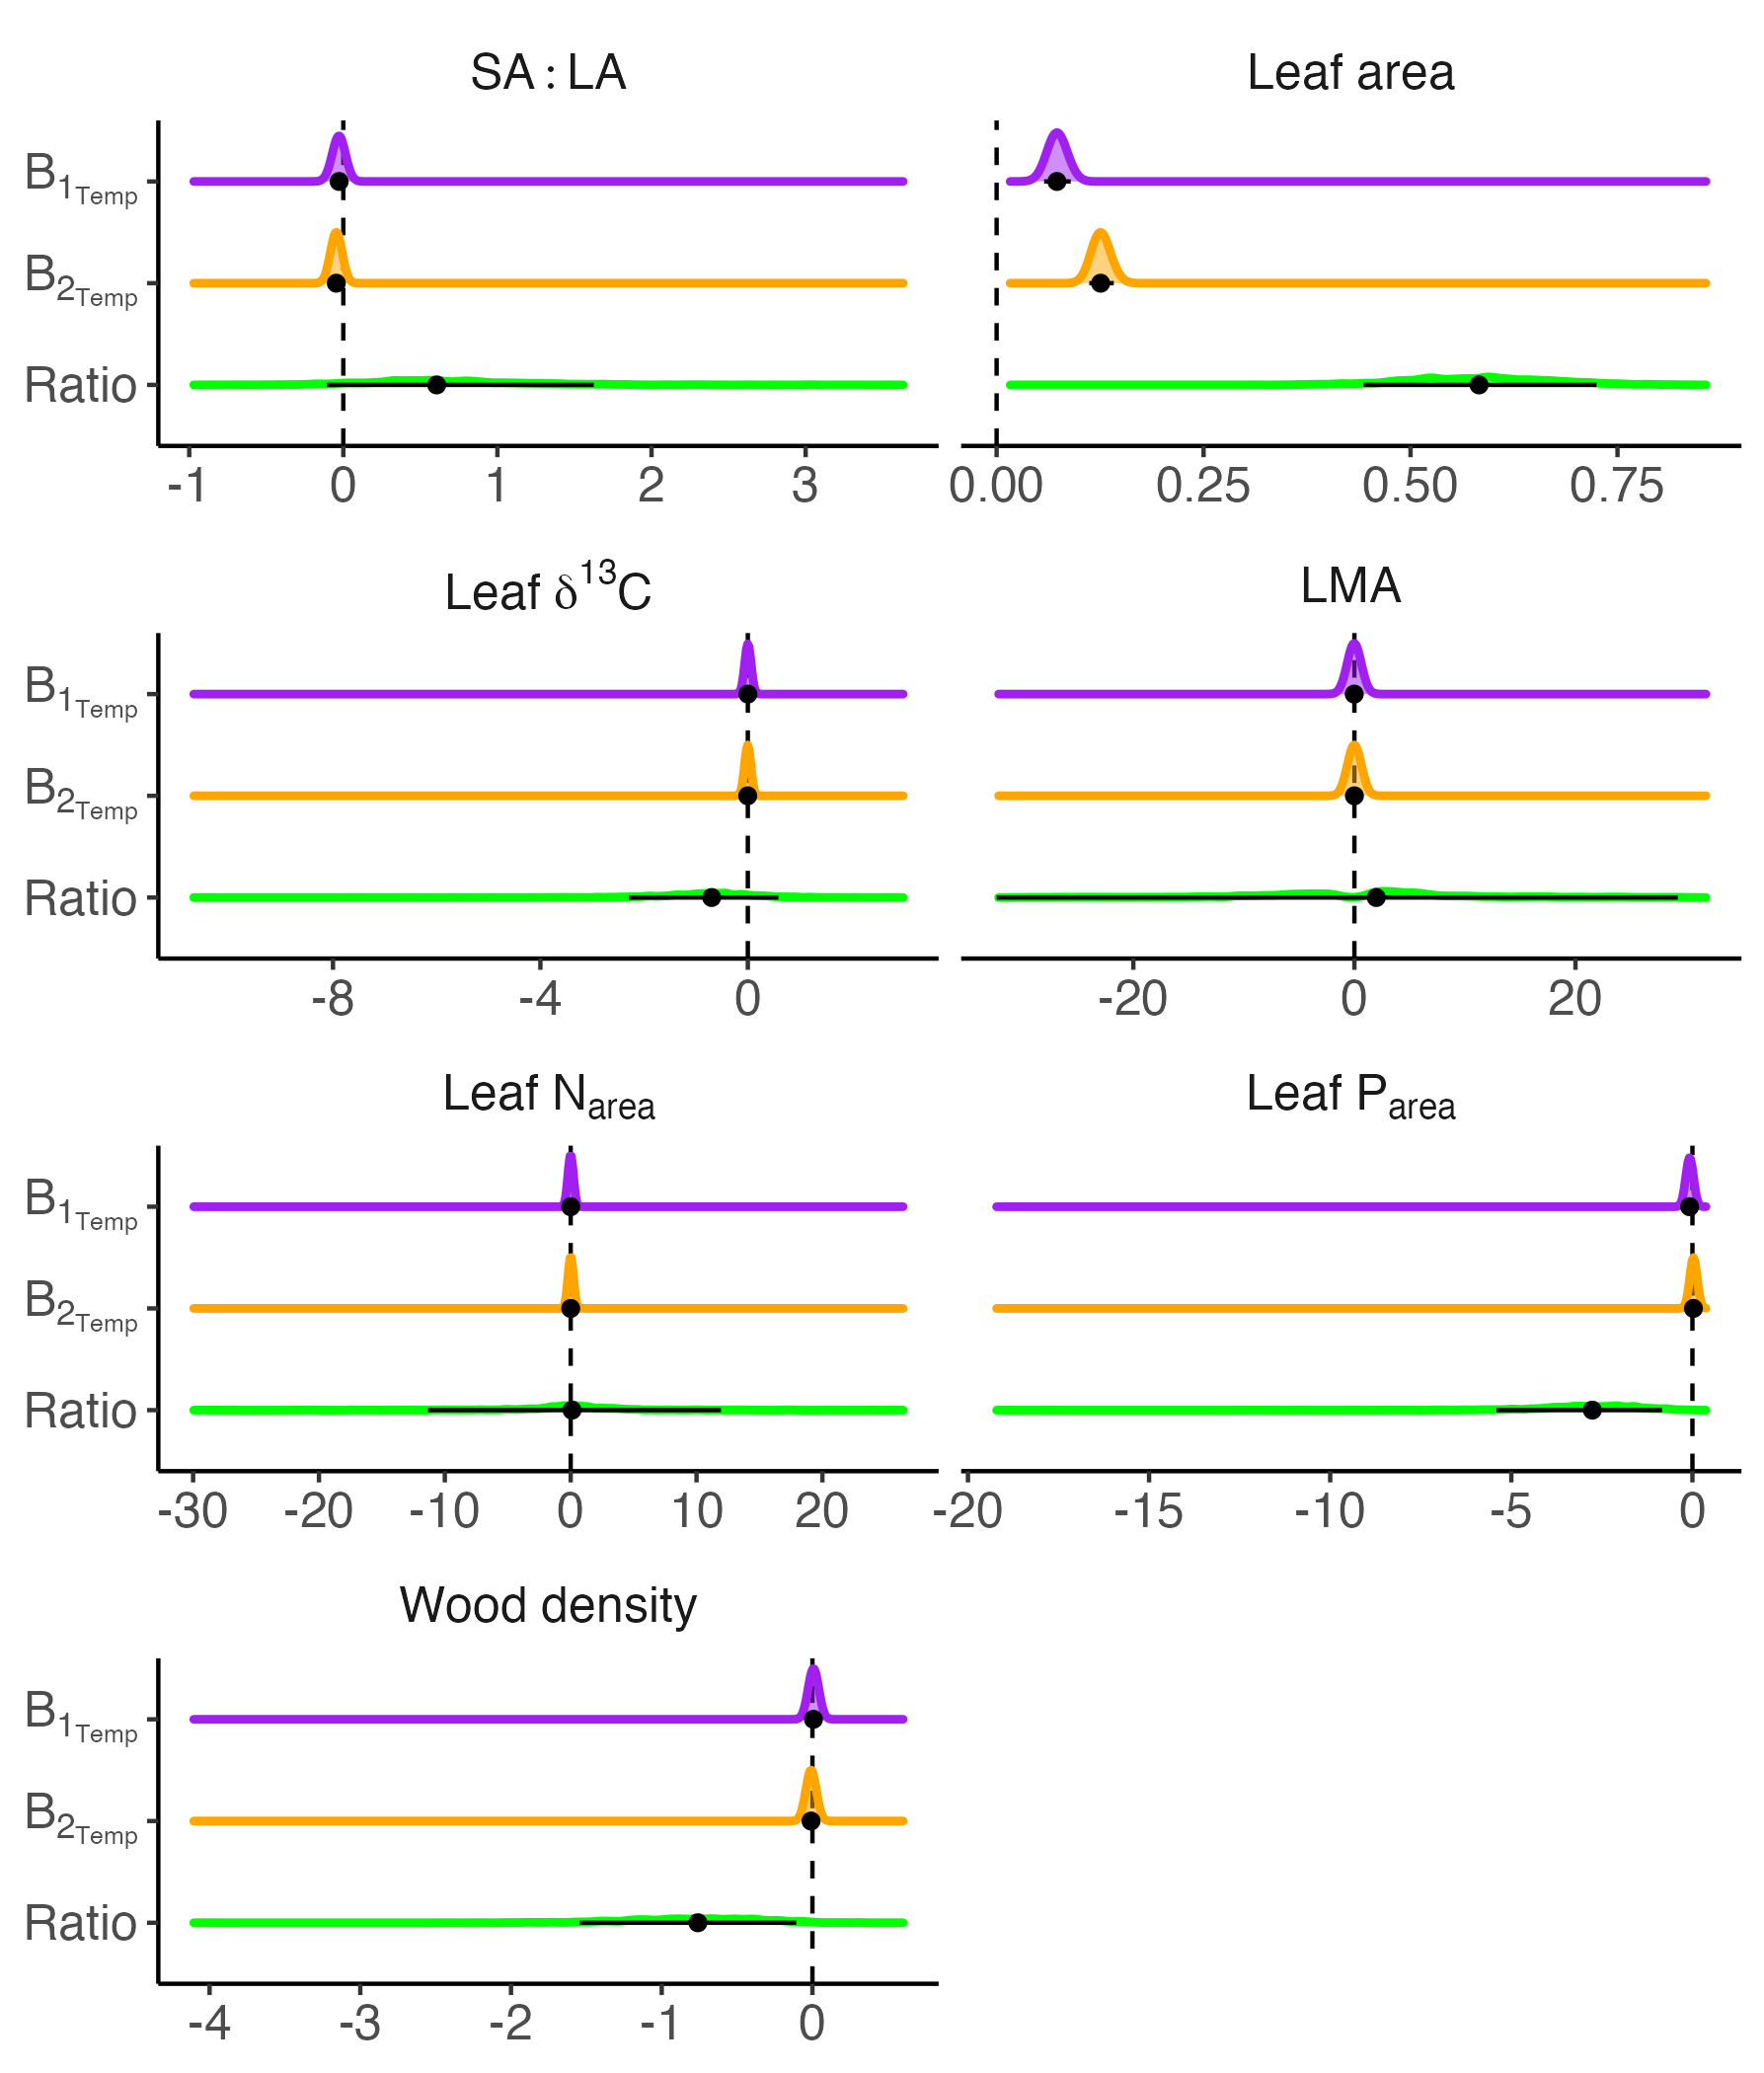 SA : LA
Leaf area
B1Temp
B2Temp
Ratio
-1 0 1 2 3
0.00 0.25 0.50 0.75
Leaf δ13C
LMA
B1Temp
B2Temp
Ratio
-8 -4 0
-20 0 20
Leaf Narea
Leaf Parea
B1Temp
B2Temp
Ratio
-30 -20 -10 0 10 20
-20 -15 -10 -5 0
Wood density
B1Temp
B2Temp
Ratio
-4 -3 -2 -1 0